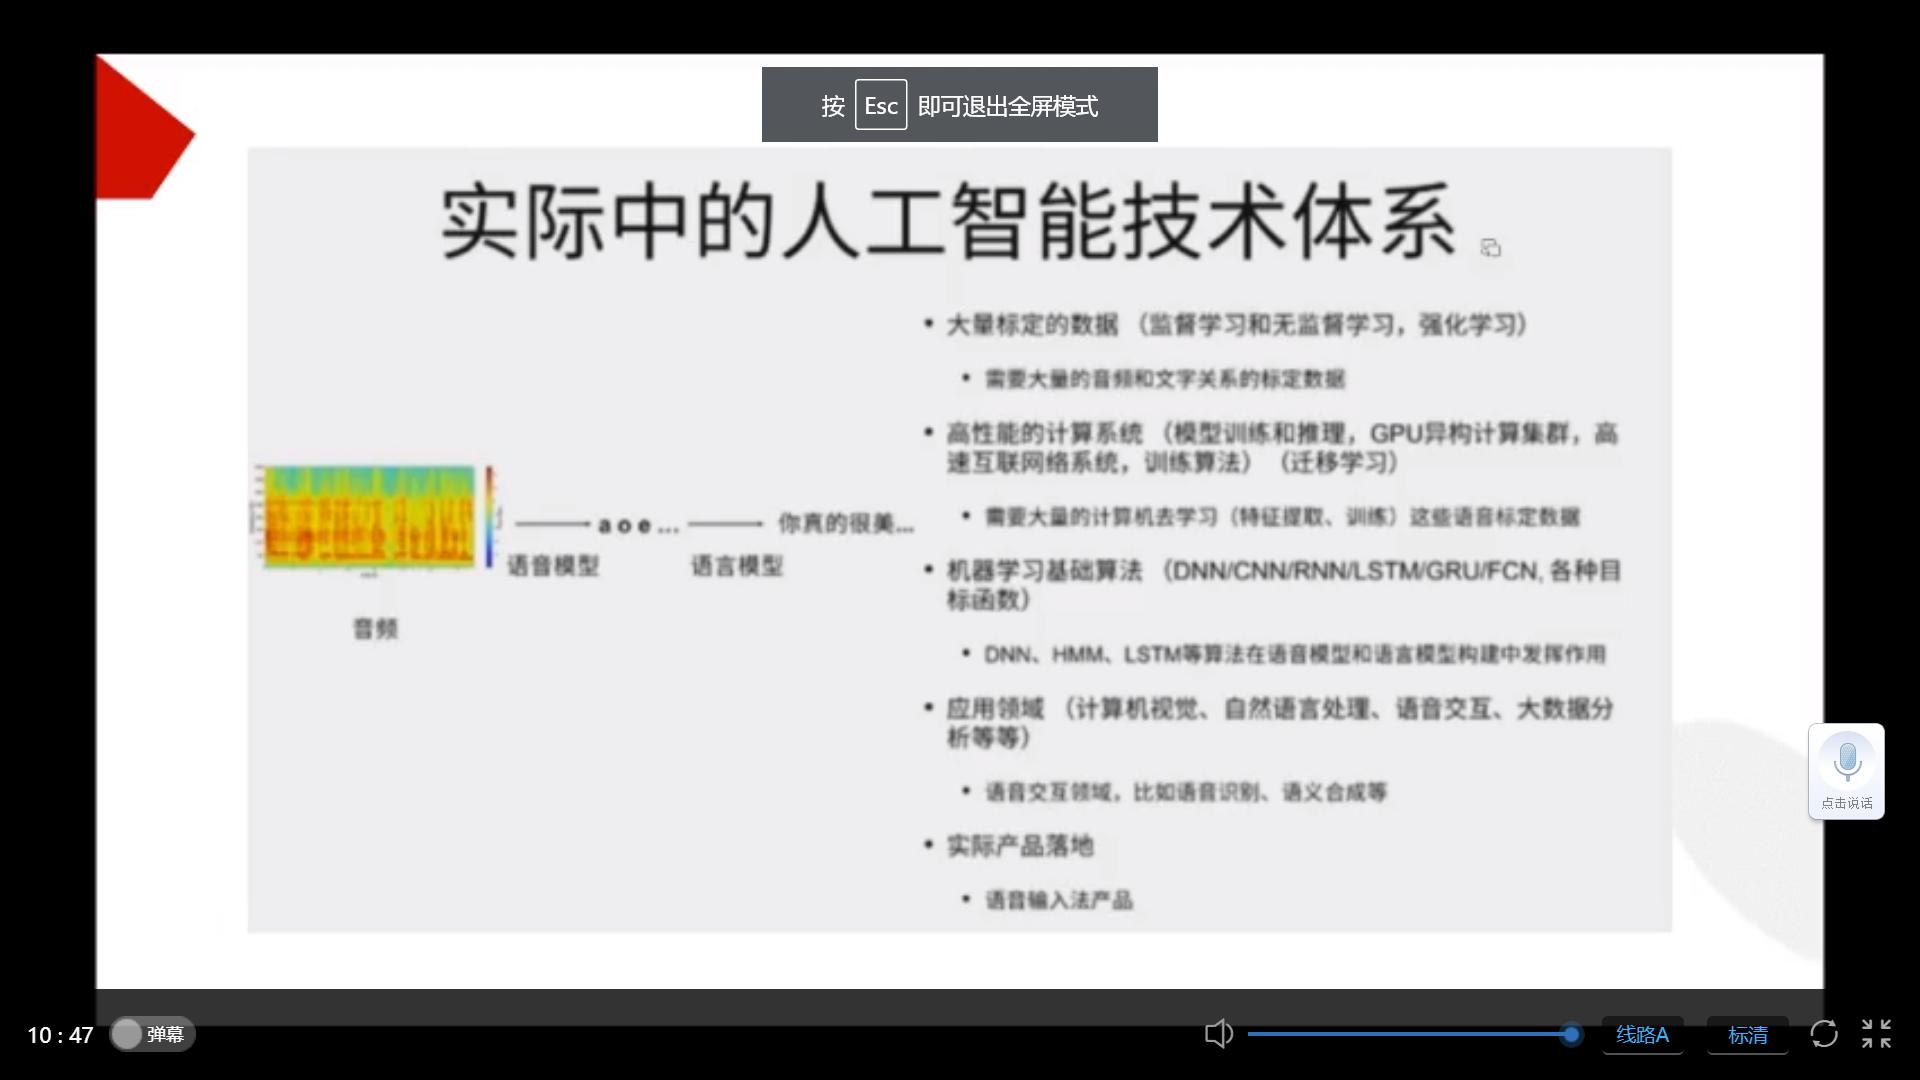 按 Esc 即可退出全屏模式
实际中的人工智能技术体系
• 大量标定的数据 （监督学习和无监督学习，强化学习）
• 需要大量的音频和文字关系的标定数据
• 高性能的计算系统 （模型训练和推理，GPU异构计算集群，高
速互联网络系统，训练算法）（迁移学习）
• 需要大量的计算机去学习（特征提取、训练）这些语音标定数据
a o e ...
你真的很美...
语音模型
语言模型
音频
• 机器学习基础算法 （DNN/CNN/RNN/LSTM/GRU/FCN, 各种目
标函数）
• DNN、HMM、LSTM等算法在语音模型和语言模型构建中发挥作用
• 应用领域 （计算机视觉、自然语言处理、语音交互、大数据分
析等等）
• 语音交互领域，比如语音识别、语义合成等
• 实际产品落地
• 语音输入法产品
点击说话
10 : 47
弹幕
线路A
标清